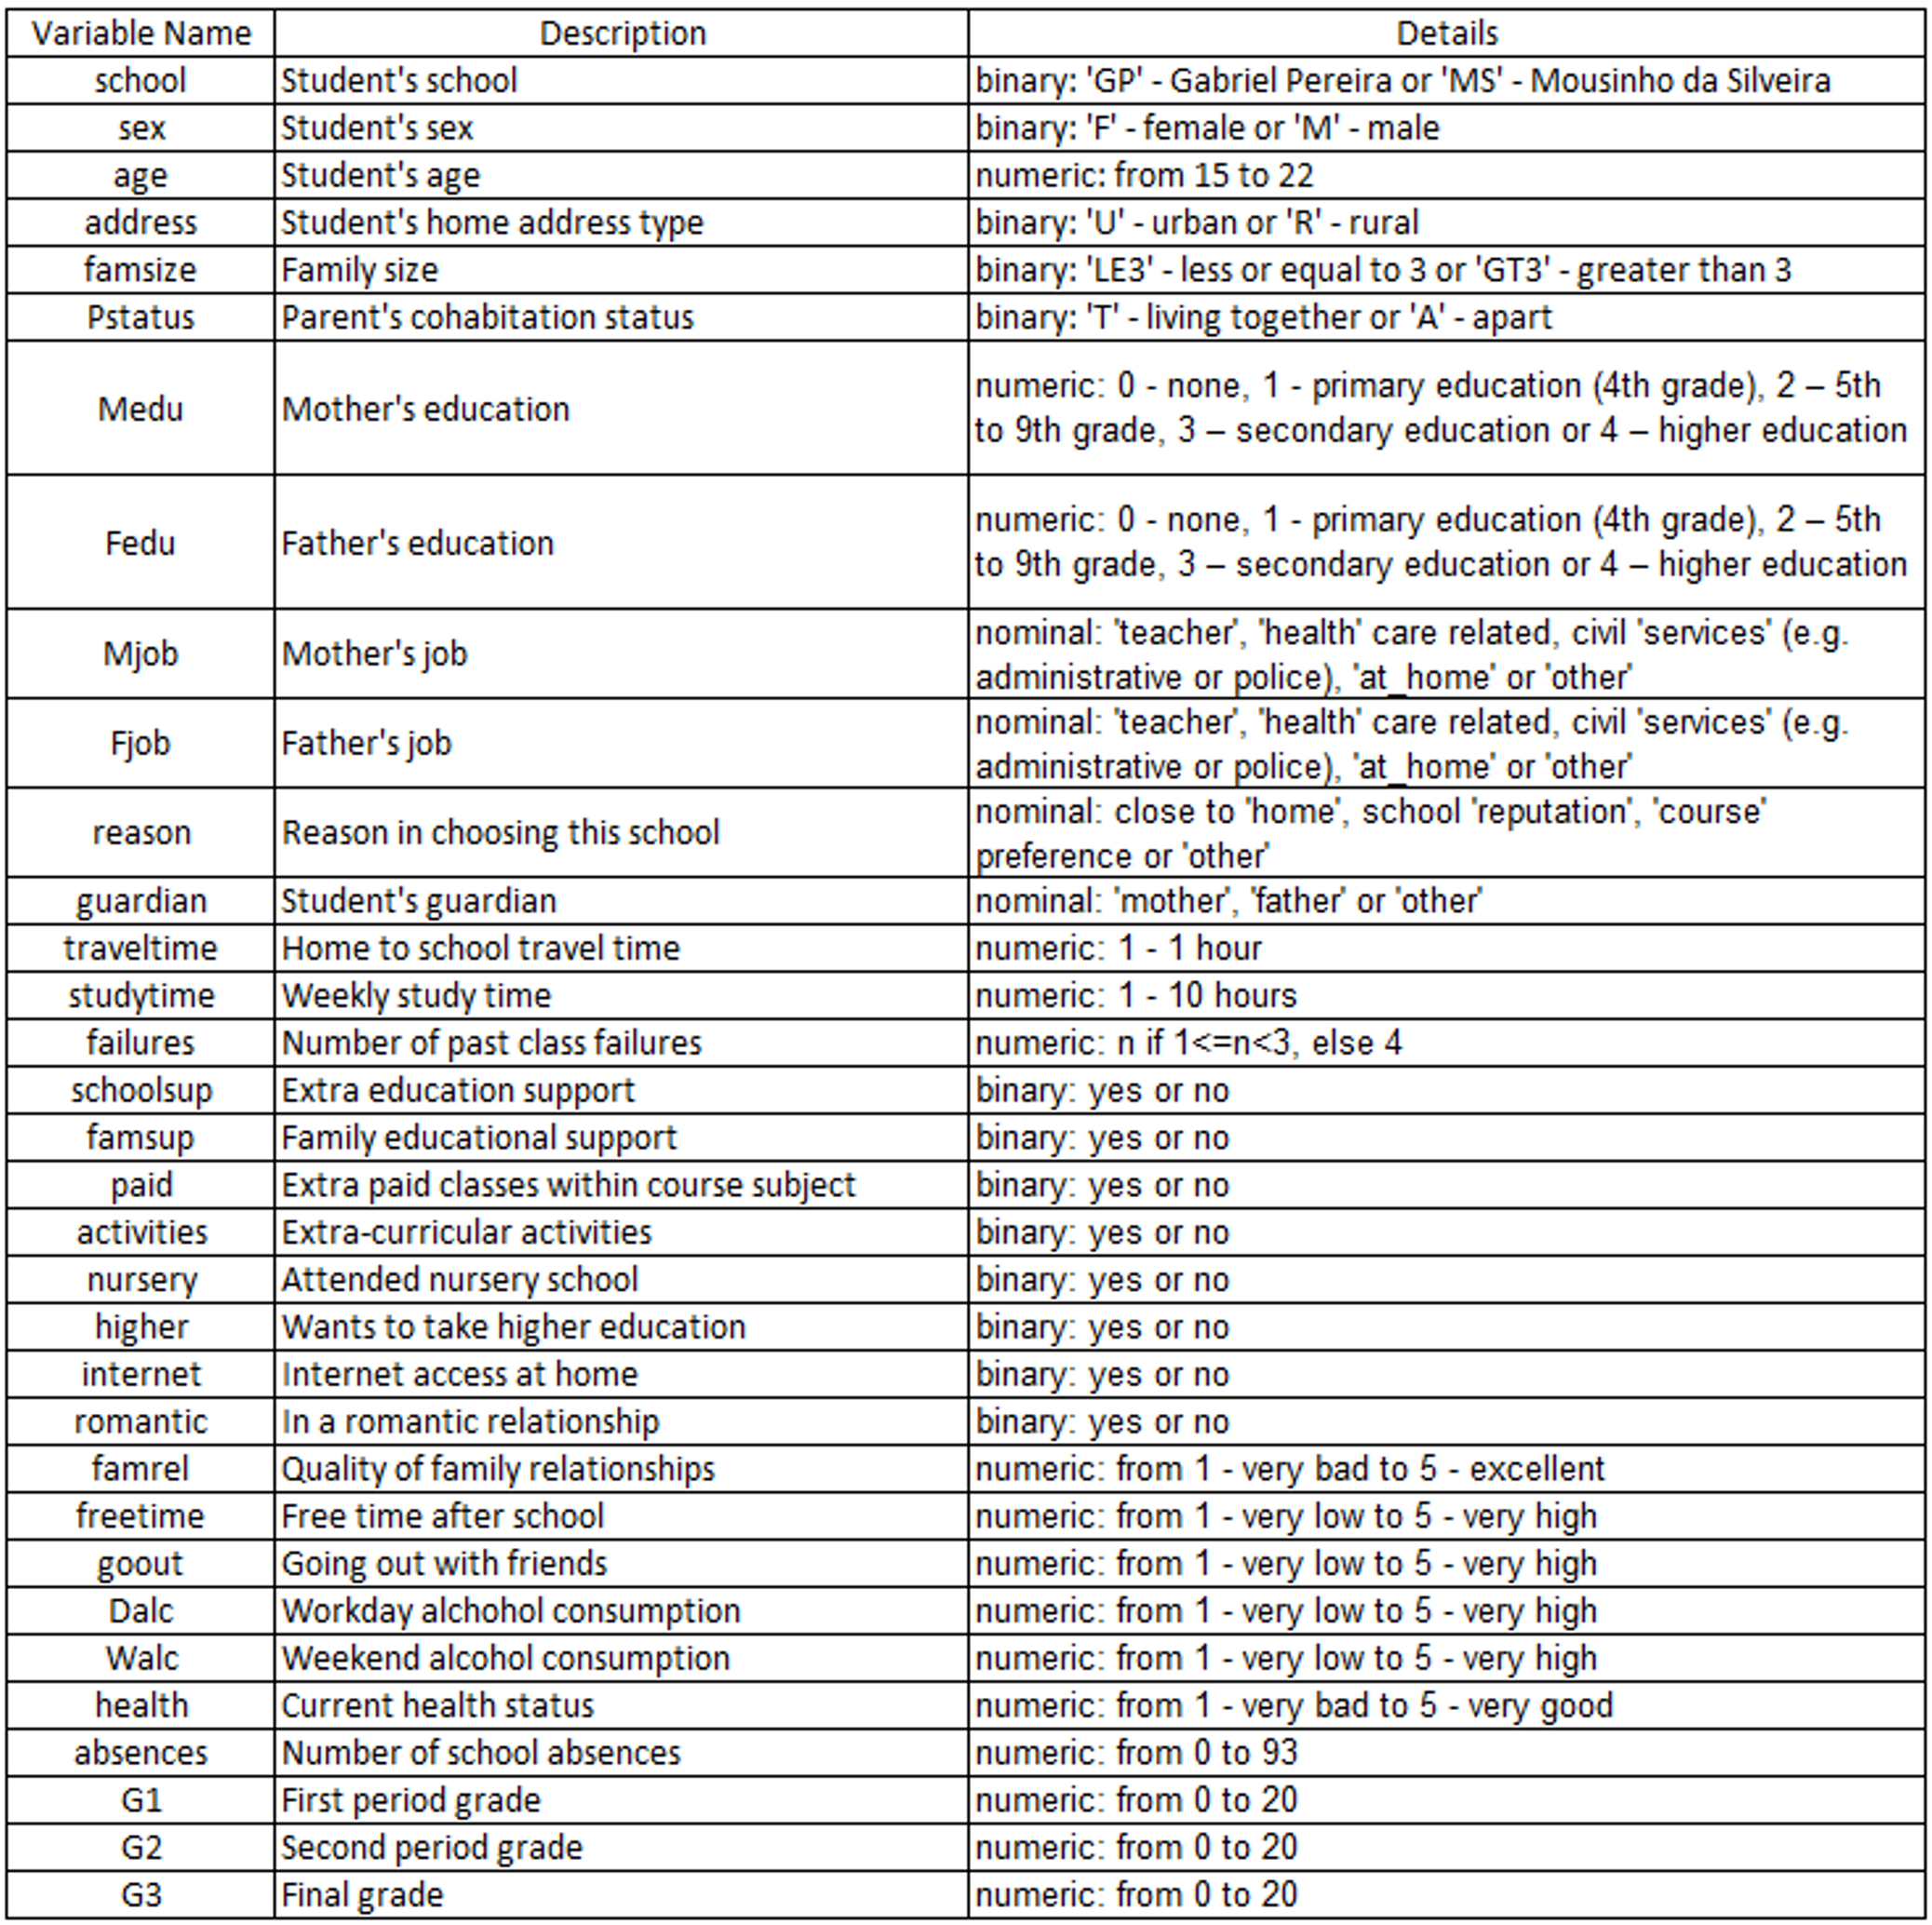 Variable Name Description Details
school Student's school binary: 'GP' - Gabriel Pereira or 'MS' - Mousinho da Silveira
sex Student's sex binary: 'F' - female or 'M' - male
age Student's age numeric: from 15 to 22
address Student's home address type binary: 'U' - urban or 'R' - rural
famsize Family size binary: 'LE3' - less or equal to 3 or 'GT3' - greater than 3
Pstatus Parent's cohabitation status binary: 'T' - living together or 'A' - apart
Medu Mother's education numeric: 0 - none, 1 - primary education (4th grade), 2 – 5th
to 9th grade, 3 – secondary education or 4 – higher education
Fedu Father's education numeric: 0 - none, 1 - primary education (4th grade), 2 – 5th
to 9th grade, 3 – secondary education or 4 – higher education
Mjob Mother's job nominal: 'teacher', 'health' care related, civil 'services' (e.g.
administrative or police), 'at_home' or 'other'
Fjob Father's job nominal: 'teacher', 'health' care related, civil 'services' (e.g.
administrative or police), 'at_home' or 'other'
reason Reason in choosing this school nominal: close to 'home', school 'reputation', 'course'
preference or 'other'
guardian Student's guardian nominal: 'mother', 'father' or 'other'
traveltime Home to school travel time numeric: 1 - 1 hour
studytime Weekly study time numeric: 1 - 10 hours
failures Number of past class failures numeric: n if 1<=n<3, else 4
schoolsup Extra education support binary: yes or no
famsup Family educational support binary: yes or no
paid Extra paid classes within course subject binary: yes or no
activities Extra-curricular activities binary: yes or no
nursery Attended nursery school binary: yes or no
higher Wants to take higher education binary: yes or no
internet Internet access at home binary: yes or no
romantic In a romantic relationship binary: yes or no
famrel Quality of family relationships numeric: from 1 - very bad to 5 - excellent
freetime Free time after school numeric: from 1 - very low to 5 - very high
goout Going out with friends numeric: from 1 - very low to 5 - very high
Dalc Workday alchohol consumption numeric: from 1 - very low to 5 - very high
Walc Weekend alcohol consumption numeric: from 1 - very low to 5 - very high
health Current health status numeric: from 1 - very bad to 5 - very good
absences Number of school absences numeric: from 0 to 93
G1 First period grade numeric: from 0 to 20
G2 Second period grade numeric: from 0 to 20
G3 Final grade numeric: from 0 to 20